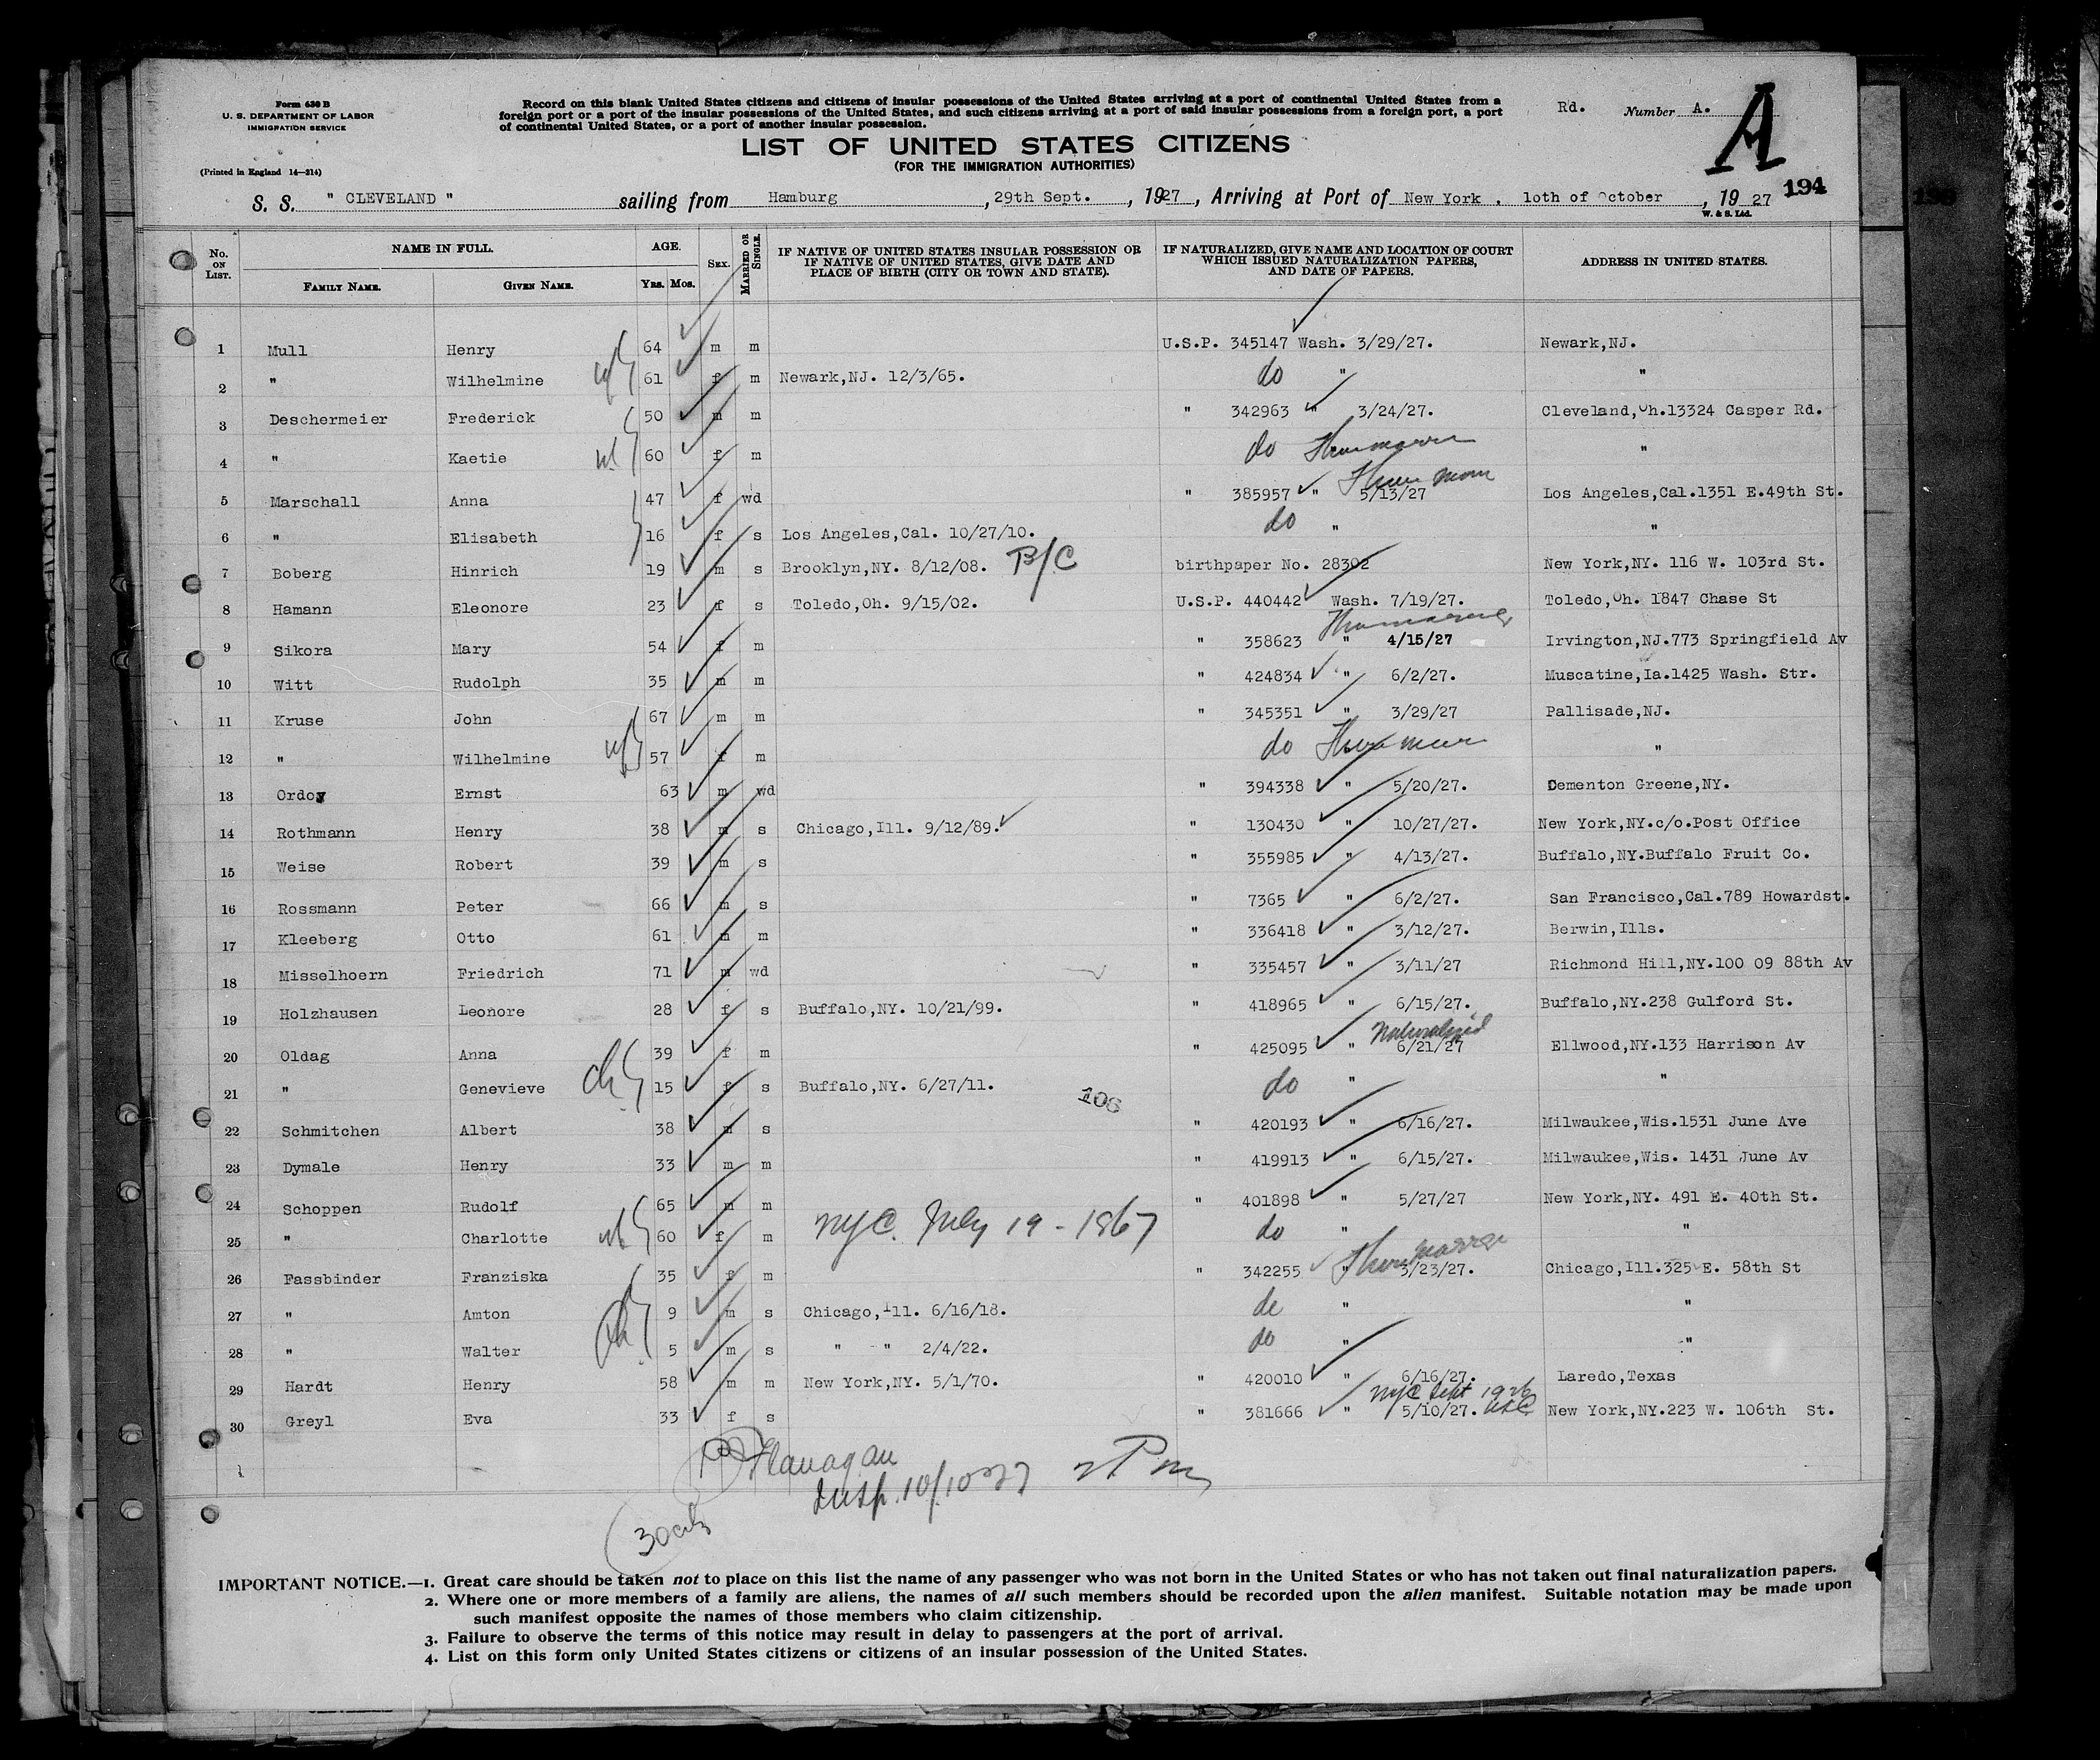 Form 630 B
U. S. DEPARTMENT OF LABOR
IMMIGRATION SERVICE
(Printed in England 14—214)
Record on this blank United States citizens and citizens of insular possessions of the United States arriving at a port of continental United States from a
foreign port or a port of the insular possessions of the United States, and such citizens arriving at a port of said insular possessions from a foreign port, a port
of continental United States, or a port of another insular possession.
Rd. Number A.
A
LIST OF UNITED STATES CITIZENS
(FOR THE IMMIGRATION AUTHORITIES)
S. S. " CLEVELAND " sailing from Hamburg , 29th Sept. , 1927 , Arriving at Port of New York , 10th of October , 19 27 194
W. & S. Ltd.
No. ON LIST. NAME IN FULL. FAMILY NAME. GIVEN NAME. AGE. YRS. MOS. SEX. MARRIED OR SINGLE. IF NATIVE OF UNITED STATES INSULAR POSSESSION OR IF NATIVE OF UNITED STATES, GIVE DATE AND PLACE OF BIRTH (CITY OR TOWN AND STATE). IF NATURALIZED, GIVE NAME AND LOCATION OF COURT WHICH ISSUED NATURALIZATION PAPERS, AND DATE OF PAPERS. ADDRESS IN UNITED STATES.
1 Mull Henry 64 m m U.S.P. 345147 Wash. 3/29/27. Newark,NJ.
2 " Wilhelmine 61 f m Newark,NJ. 12/3/65. do " "
3 Deschermeier Frederick 50 m m " 342963 " 3/24/27. Cleveland,Oh.13324 Casper Rd.
4 " Kaetie 60 f m do "
5 Marschall Anna 47 f wd " 385957 " 5/13/27 Los Angeles,Cal.1351 E.49th St.
6 " Elisabeth 16 f s Los Angeles,Cal. 10/27/10. do " "
7 Boberg Hinrich 19 m s Brooklyn,NY. 8/12/08. B/C birthpaper No. 28302 New York,NY. 116 W. 103rd St.
8 Hamann Eleonore 23 f s Toledo,Oh. 9/15/02. U.S.P. 440442 Wash. 7/19/27. Toledo,Oh. 1847 Chase St
9 Sikora Mary 54 f m " 358623 " 4/15/27 Irvington,NJ.773 Springfield Av
10 Witt Rudolph 35 m m " 424834 " 6/2/27. Muscatine,Ia.1425 Wash. Str.
11 Kruse John 67 m m " 345351 " 3/29/27 Pallisade,NJ.
12 " Wilhelmine 57 f m do "
13 Ordoy Ernst 63 m wd " 394338 " 5/20/27. Cementon Greene,NY.
14 Rothmann Henry 38 m s Chicago,Ill. 9/12/89. " 130430 " 10/27/27. New York,NY.c/o.Post Office
15 Weise Robert 39 m s " 355985 " 4/13/27. Buffalo,NY.Buffalo Fruit Co.
16 Rossmann Peter 66 m s " 7365 " 6/2/27. San Francisco,Cal.789 Howardst.
17 Kleeberg Otto 61 m m " 336418 " 3/12/27. Berwin,Ills.
18 Misselhoern Friedrich 71 m wd " 335457 " 3/11/27 Richmond Hill,NY.100 09 88th Av
19 Holzhausen Leonore 28 f s Buffalo,NY. 10/21/99. " 418965 " 6/15/27. Buffalo,NY.238 Gulford St.
20 Oldag Anna 39 f m " 425095 " Naturalized 6/21/27 Ellwood,NY.133 Harrison Av
21 " Genevieve ch 15 f s Buffalo,NY. 6/27/11. do " "
106
22 Schmitchen Albert 38 m s " 420193 " 6/16/27. Milwaukee,Wis.1531 June Ave
23 Dymale Henry 33 m m " 419913 " 6/15/27. Milwaukee,Wis. 1431 June Av
24 Schoppen Rudolf 65 m m " 401898 " 5/27/27 New York,NY. 491 E. 40th St.
25 " Charlotte 60 f m NYC. July 19 - 1867 do " "
26 Fassbinder Franziska 35 f m " 342255 " 3/23/27. Chicago,Ill.325 E. 58th St
27 " Amton 9 m s Chicago,Ill. 6/16/18. do " "
28 " Walter 5 m s " " 2/4/22. do " "
29 Hardt Henry 58 m m New York,NY. 5/1/70. " 420010 " 6/16/27. Laredo,Texas
30 Greyl Eva 33 f s " 381666 " NYC Sept 1926 5/10/27. New York,NY.223 W. 106th St.
Flanagan
Insp. 10/10/27
30
IMPORTANT NOTICE.—1. Great care should be taken not to place on this list the name of any passenger who was not born in the United States or who has not taken out final naturalization papers.
2. Where one or more members of a family are aliens, the names of all such members should be recorded upon the alien manifest. Suitable notation may be made upon
such manifest opposite the names of those members who claim citizenship.
3. Failure to observe the terms of this notice may result in delay to passengers at the port of arrival.
4. List on this form only United States citizens or citizens of an insular possession of the United States.